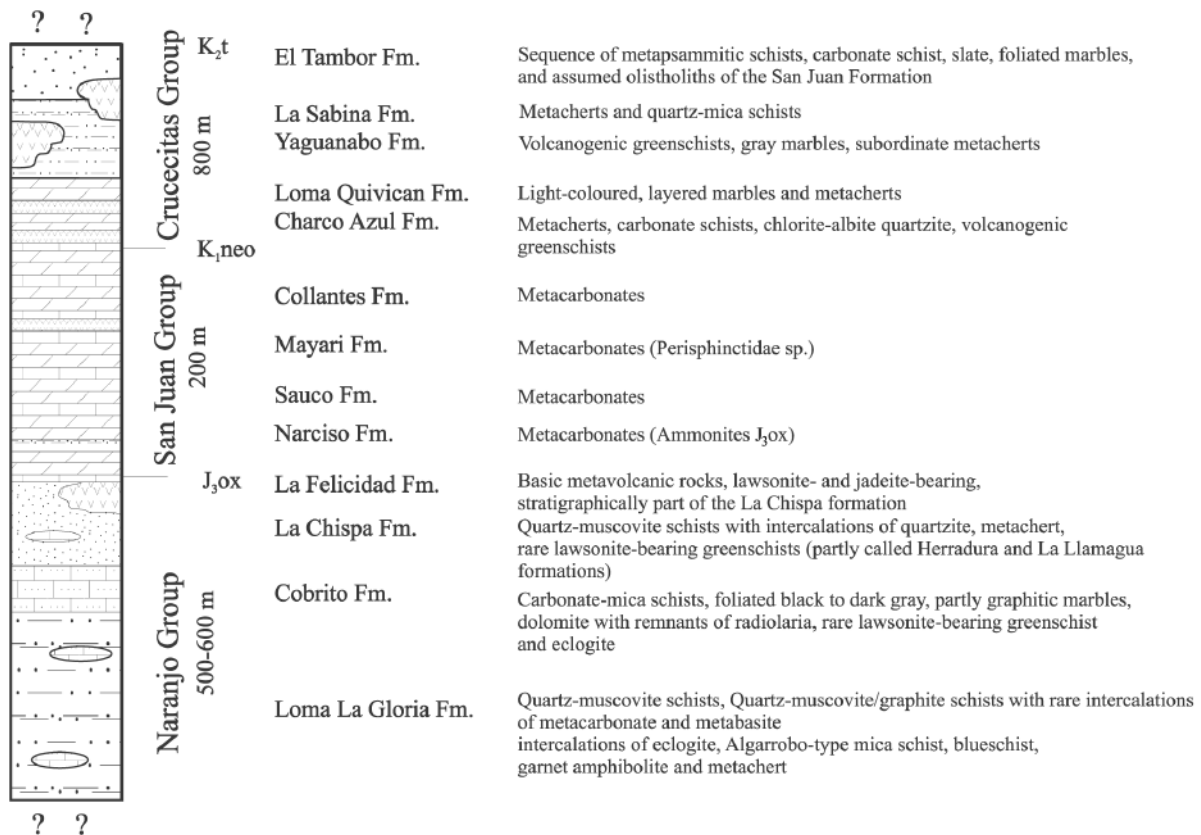 ? ?
K₂t
Crucecitas Group
800 m
El Tambor Fm.
Sequence of metapsammitic schists, carbonate schist, slate, foliated marbles,
and assumed olistholiths of the San Juan Formation
La Sabina Fm.
Metacherts and quartz-mica schists
Yaguanabo Fm.
Volcanogenic greenschists, gray marbles, subordinate metacherts
Loma Quivican Fm.
Light-coloured, layered marbles and metacherts
Charco Azul Fm.
Metacherts, carbonate schists, chlorite-albite quartzite, volcanogenic
greenschists
K₁neo
San Juan Group
200 m
Collantes Fm.
Metacarbonates
Mayari Fm.
Metacarbonates (Perisphinctidae sp.)
Sauco Fm.
Metacarbonates
Narciso Fm.
Metacarbonates (Ammonites J₃ox)
J₃ox
La Felicidad Fm.
Basic metavolcanic rocks, lawsonite- and jadeite-bearing,
stratigraphically part of the La Chispa formation
Naranjo Group
500-600 m
La Chispa Fm.
Quartz-muscovite schists with intercalations of quartzite, metachert,
rare lawsonite-bearing greenschists (partly called Herradura and La Llamagua
formations)
Cobrito Fm.
Carbonate-mica schists, foliated black to dark gray, partly graphitic marbles,
dolomite with remnants of radiolaria, rare lawsonite-bearing greenschist
and eclogite
Loma La Gloria Fm.
Quartz-muscovite schists, Quartz-muscovite/graphite schists with rare intercalations
of metacarbonate and metabasite
intercalations of eclogite, Algarrobo-type mica schist, blueschist,
garnet amphibolite and metachert
? ?